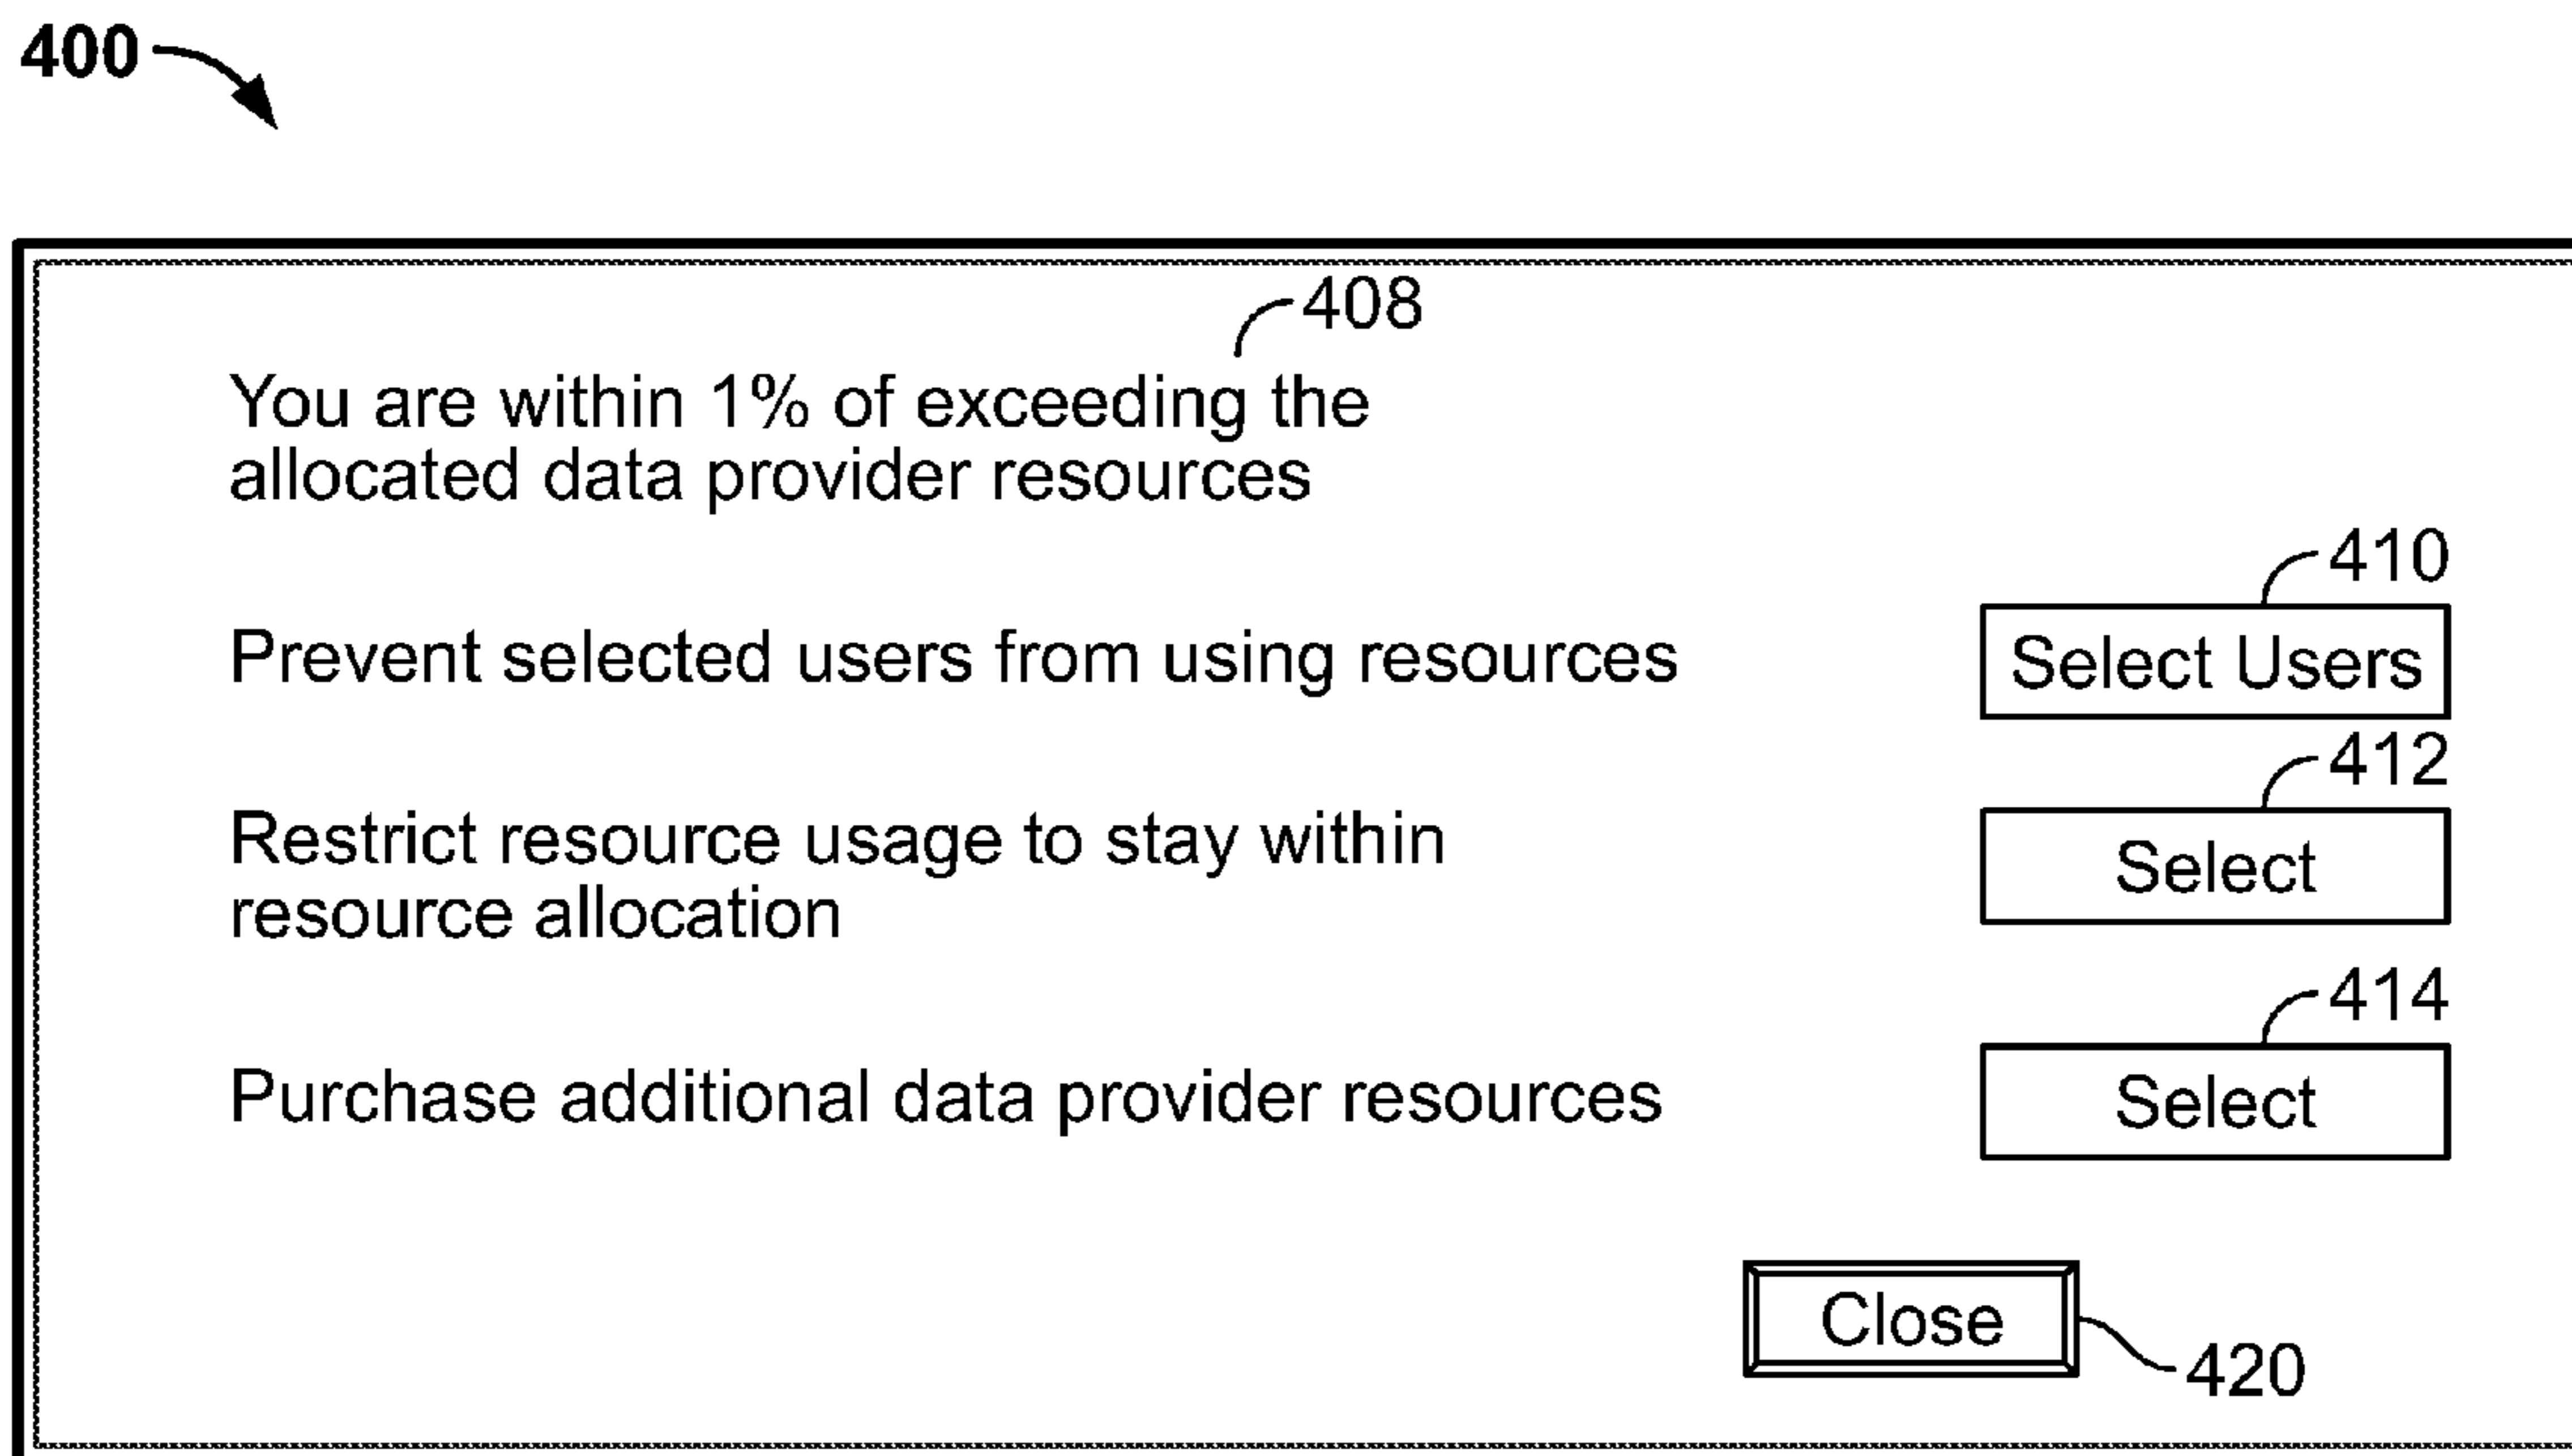 400
408
You are within 1% of exceeding the
allocated data provider resources
410
Prevent selected users from using resources
Select Users
412
Restrict resource usage to stay within
resource allocation
Select
414
Purchase additional data provider resources
Select
Close
420